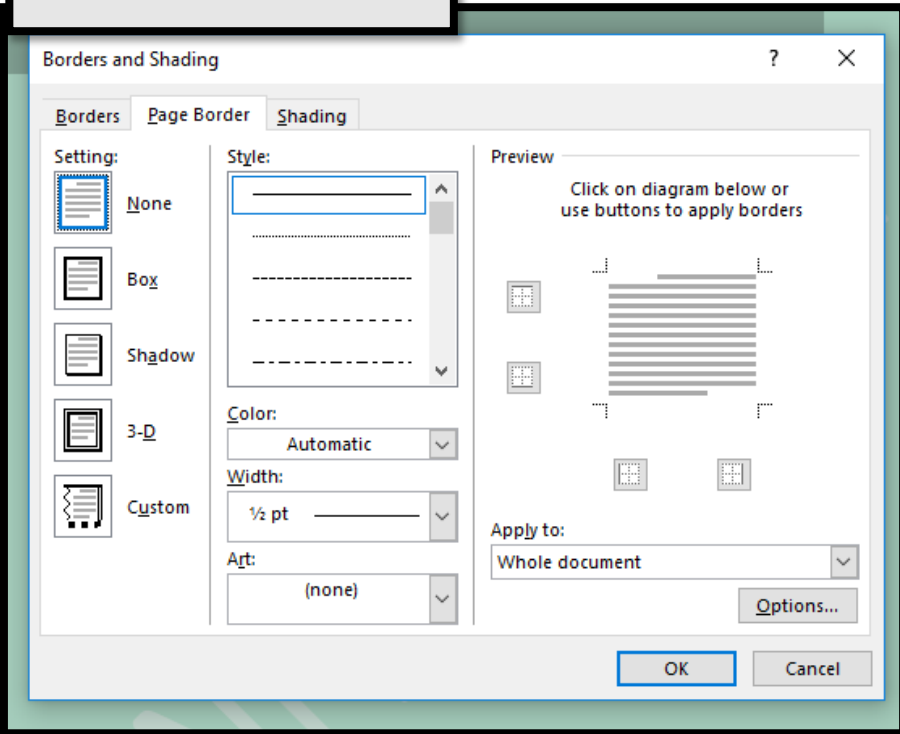 Borders and Shading
?
Borders
Page Border
Shading
Setting:
None
Box
Shadow
3-D
Custom
Style:
Color:
Automatic
Width:
½ pt
Art:
(none)
Preview
Click on diagram below or
use buttons to apply borders
Apply to:
Whole document
Options...
OK
Cancel